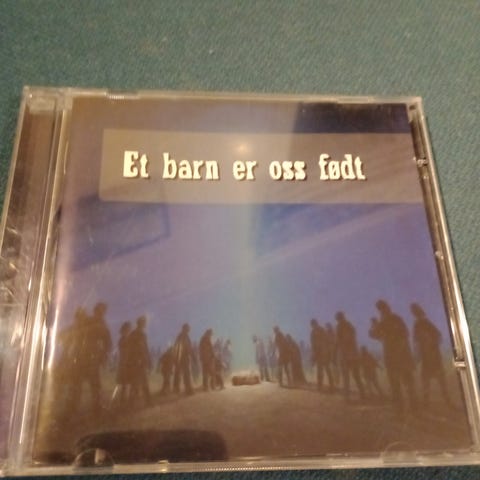 Et barn er oss født